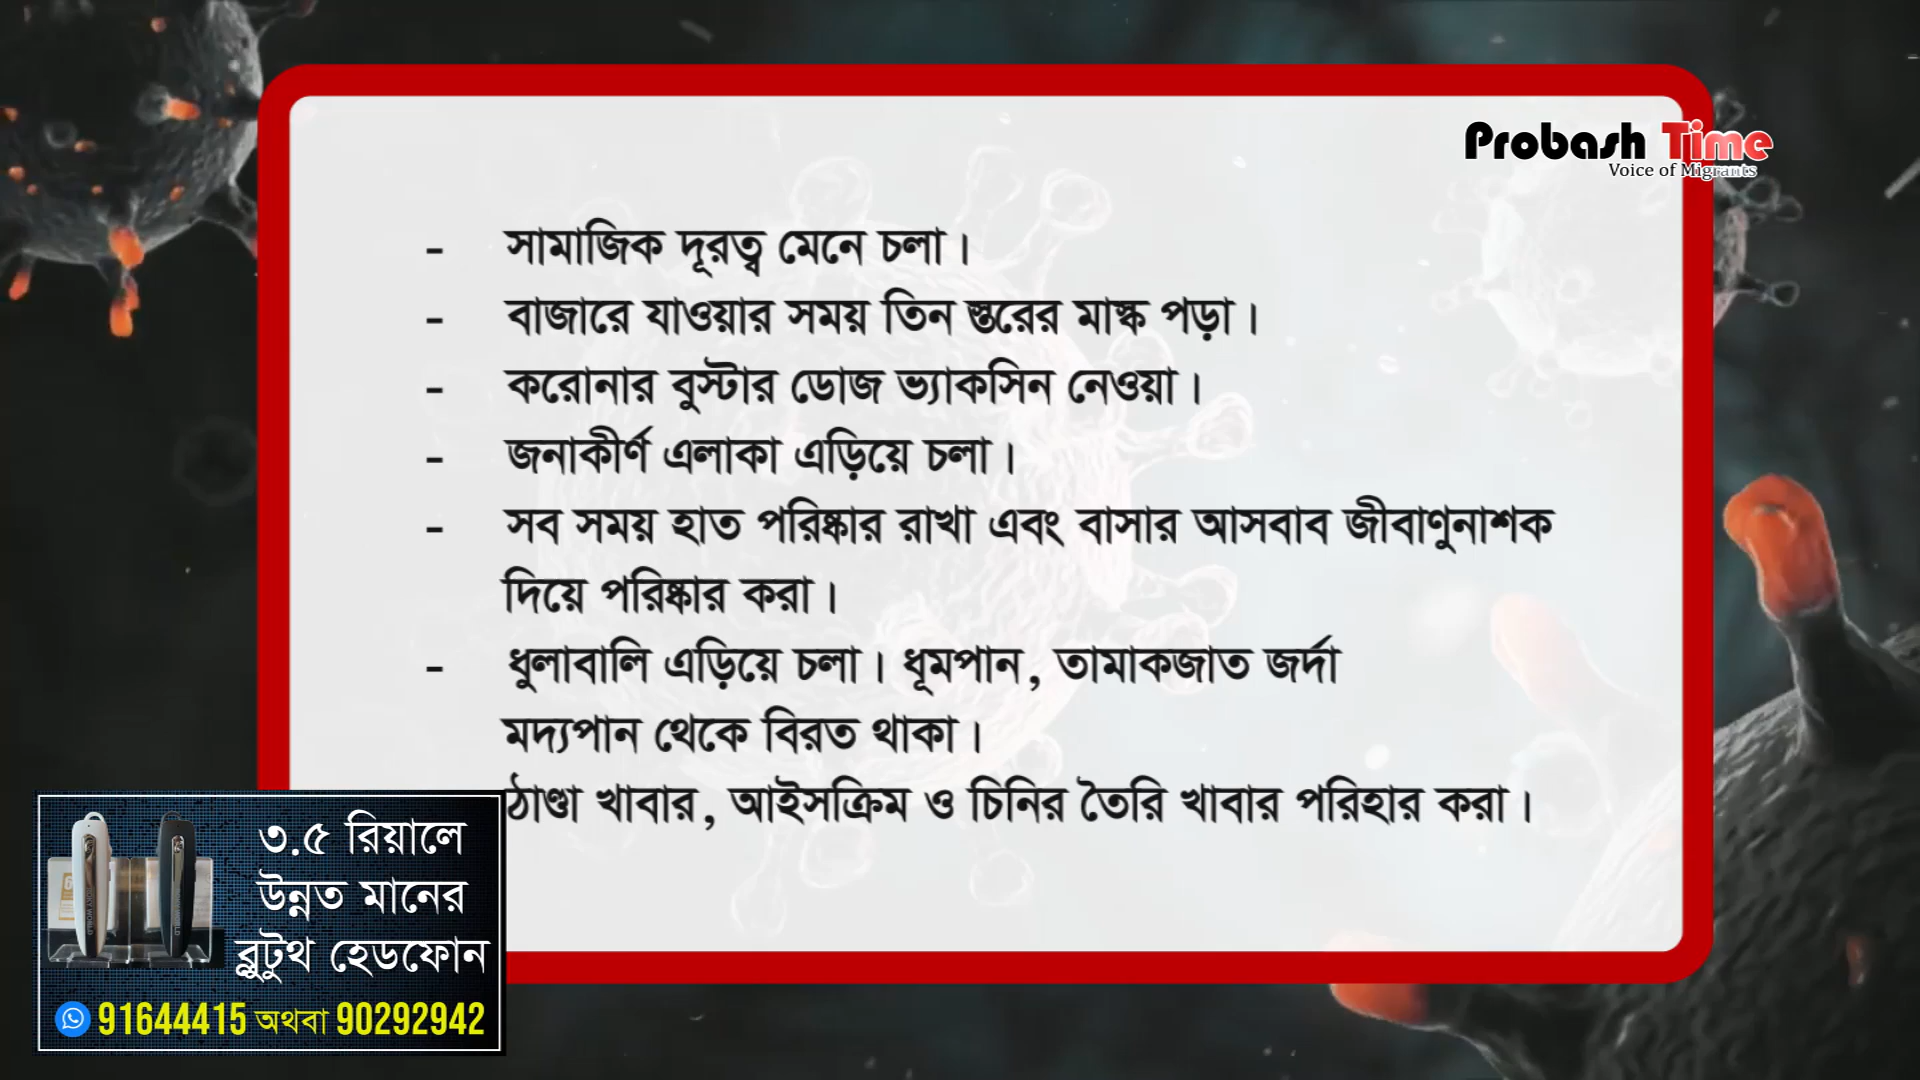 Probash Time
Voice of Migrants
- সামাজিক দূরত্ব মেনে চলা।
- বাজারে যাওয়ার সময় তিন স্তরের মাস্ক পড়া।
- করোনার বুস্টার ডোজ ভ্যাকসিন নেওয়া।
- জনাকীর্ণ এলাকা এড়িয়ে চলা।
- সব সময় হাত পরিষ্কার রাখা এবং বাসার আসবাব জীবাণুনাশক
দিয়ে পরিষ্কার করা।
- ধুলাবালি এড়িয়ে চলা। ধূমপান, তামাকজাত জর্দা
মদ্যপান থেকে বিরত থাকা।
ঠাণ্ডা খাবার, আইসক্রিম ও চিনির তৈরি খাবার পরিহার করা।
৩.৫ রিয়ালে
উন্নত মানের
ব্লুটুথ হেডফোন
91644415 অথবা 90292942